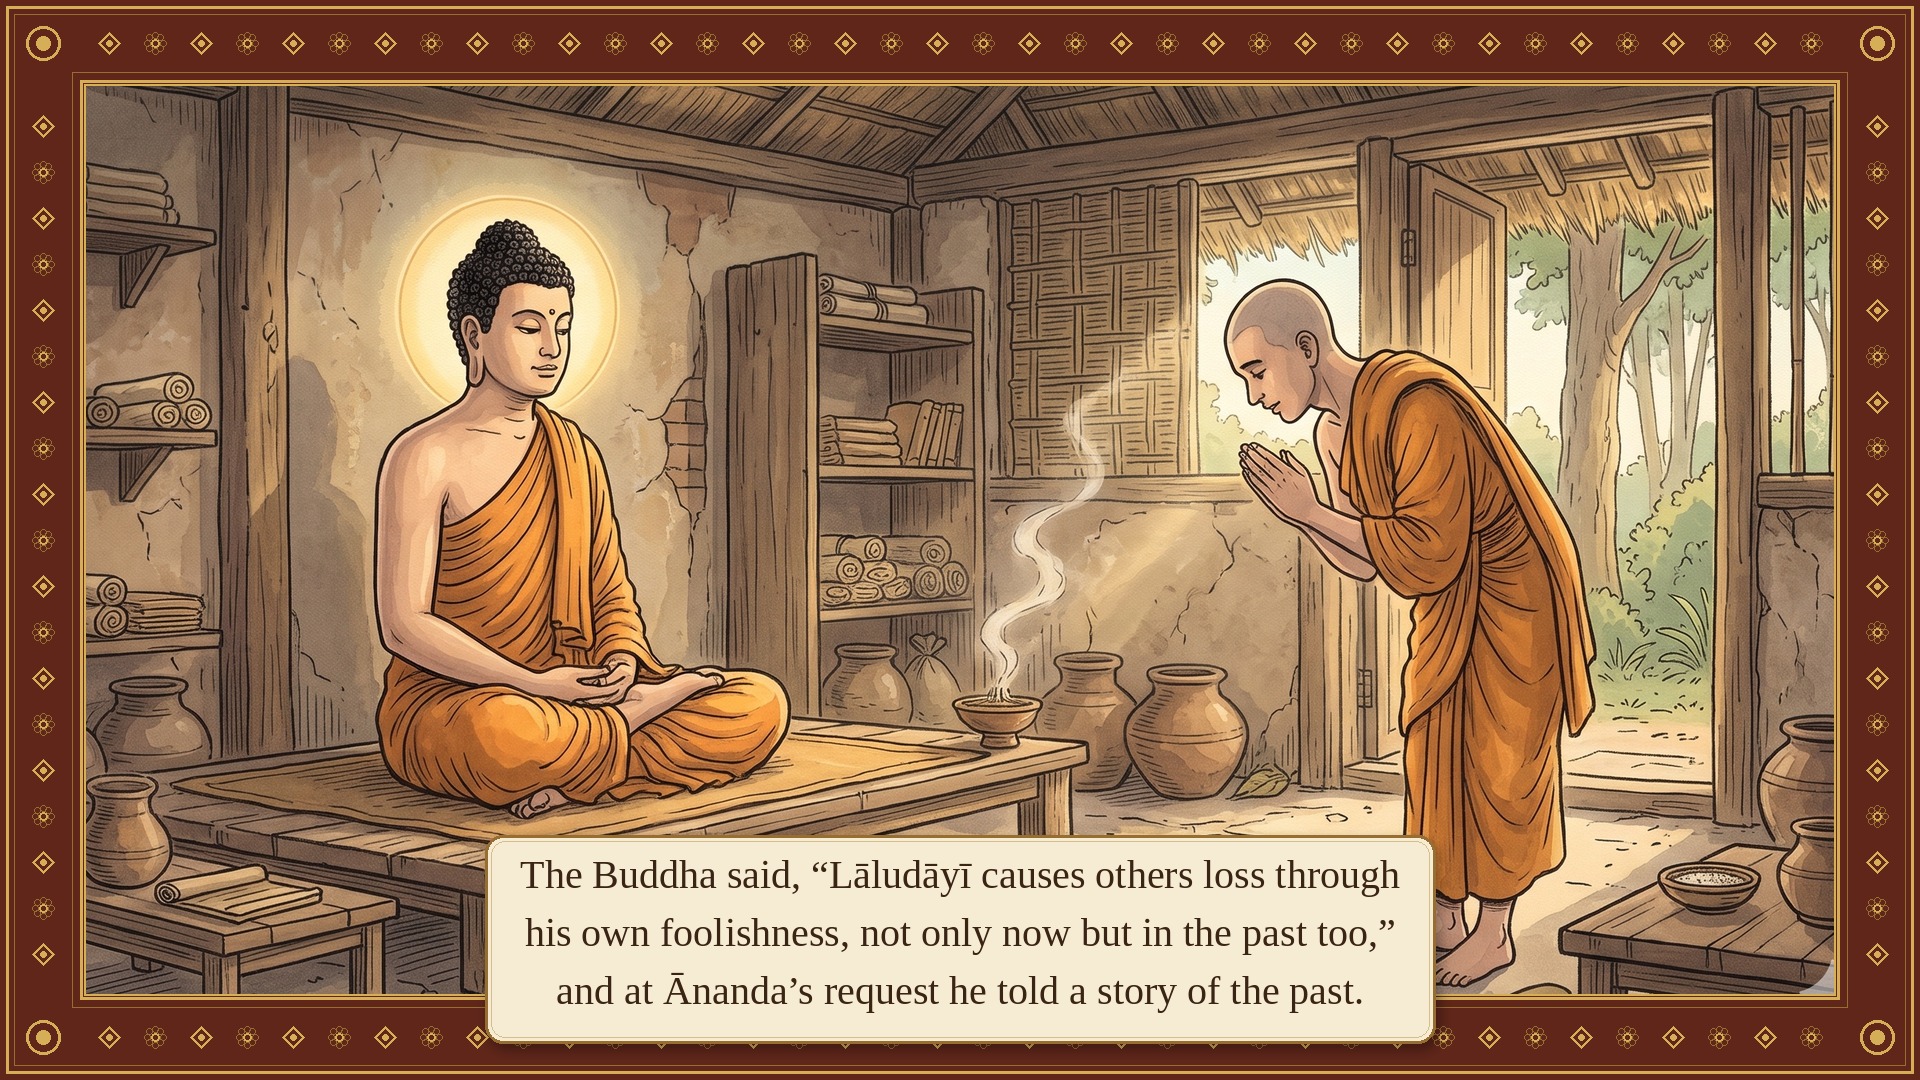 The Buddha said, “Lāludāyī causes others loss through
his own foolishness, not only now but in the past too,”
and at Ānanda’s request he told a story of the past.